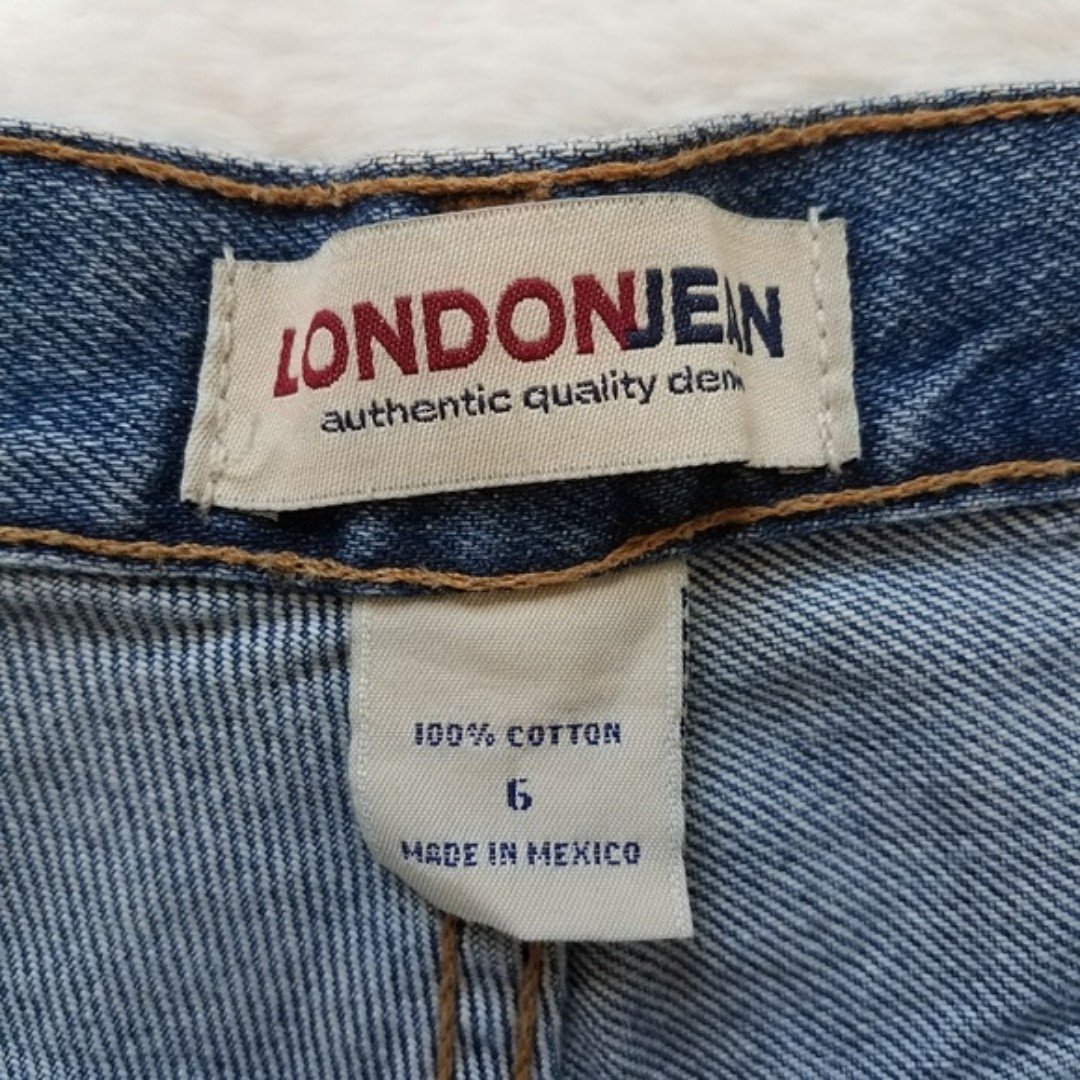 LONDONJEAN
authentic quality
100% COTTON
6
MADE IN MEXICO